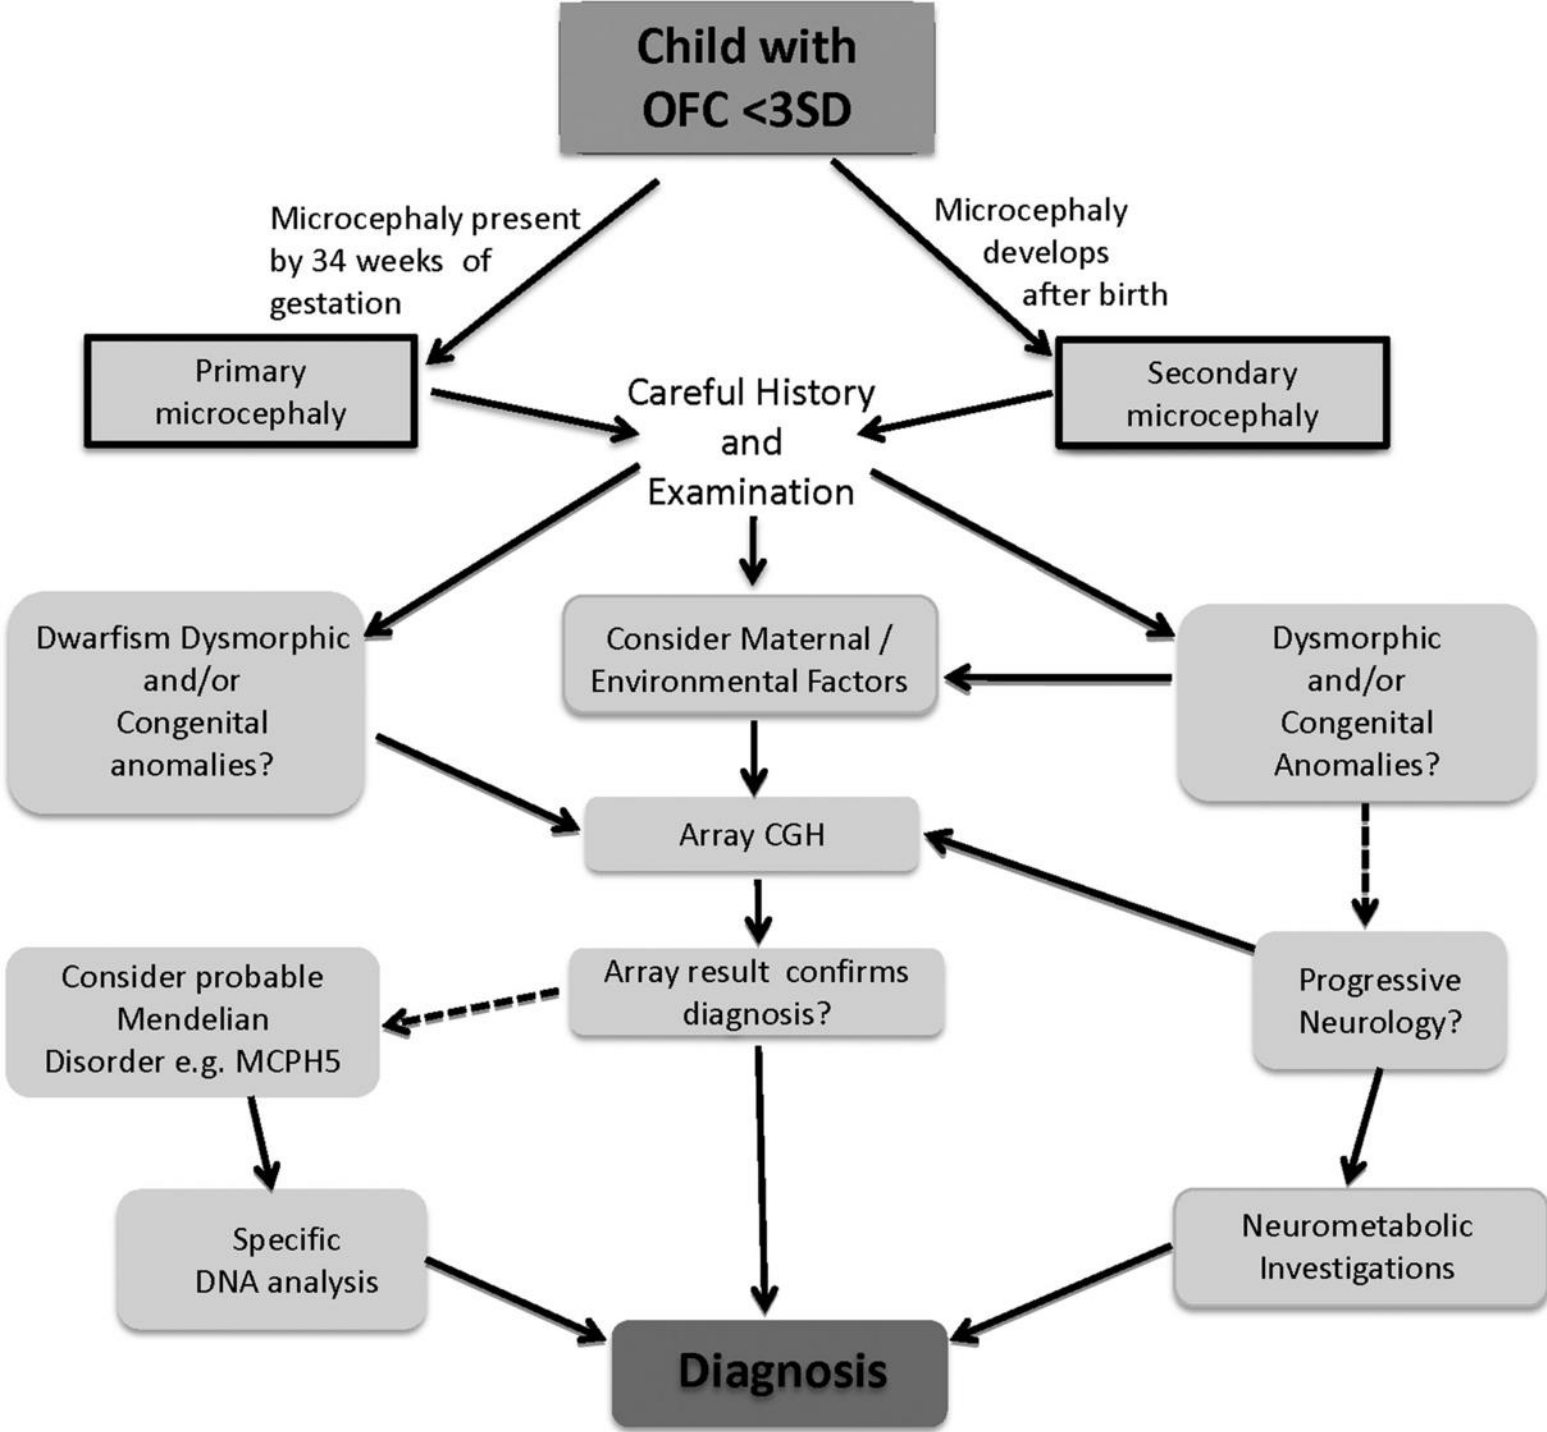 Child with
OFC <3SD
Microcephaly present
by 34 weeks of
gestation
Microcephaly
develops
after birth
Primary
microcephaly
Secondary
microcephaly
Careful History
and
Examination
Dwarfism Dysmorphic
and/or
Congenital
anomalies?
Consider Maternal /
Environmental Factors
Dysmorphic
and/or
Congenital
Anomalies?
Array CGH
Consider probable
Mendelian
Disorder e.g. MCPH5
Array result confirms
diagnosis?
Progressive
Neurology?
Specific
DNA analysis
Neurometabolic
Investigations
Diagnosis